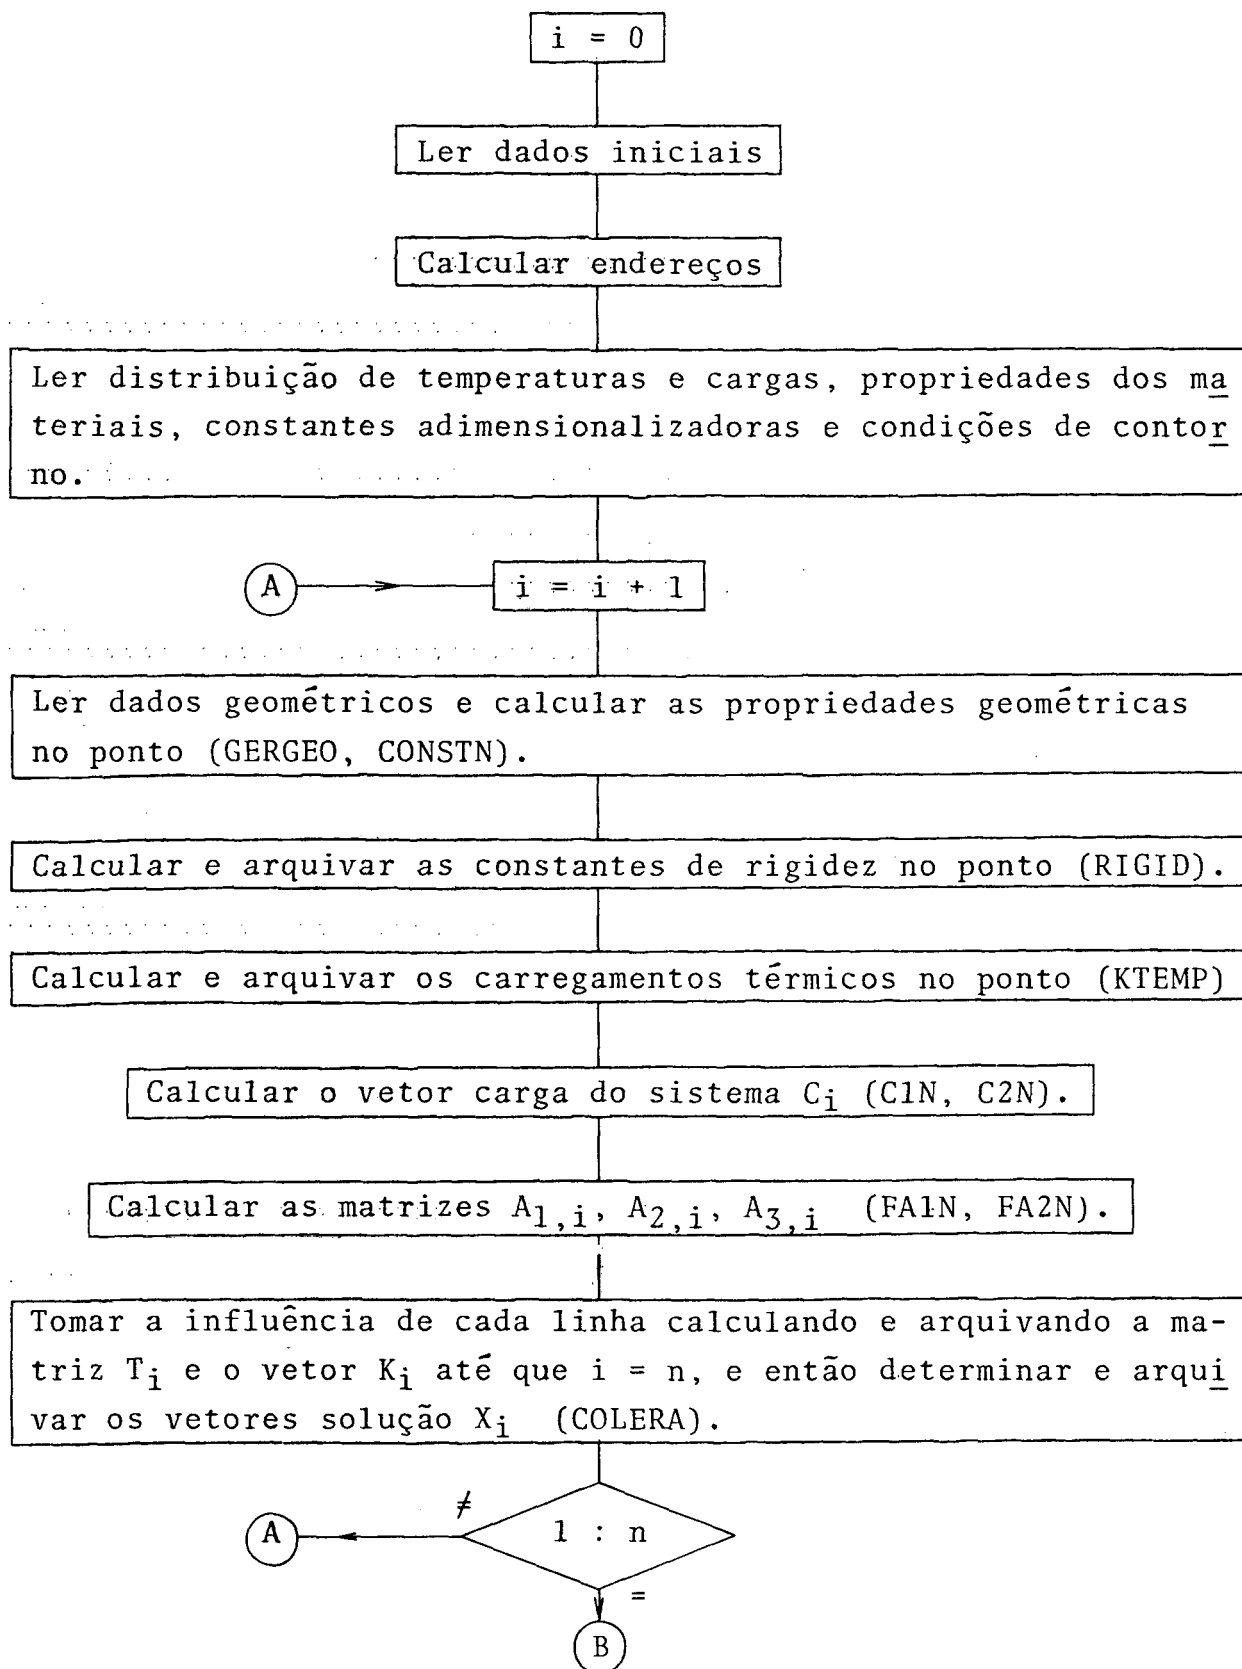 i = 0
Ler dados iniciais
Calcular endereços
Ler distribuição de temperaturas e cargas, propriedades dos ma
teriais, constantes adimensionalizadoras e condições de contor
no.
A
i = i + 1
Ler dados geométricos e calcular as propriedades geométricas
no ponto (GERGEO, CONSTN).
Calcular e arquivar as constantes de rigidez no ponto (RIGID).
Calcular e arquivar os carregamentos térmicos no ponto (KTEMP)
Calcular o vetor carga do sistema Ci (C1N, C2N).
Calcular as matrizes A1,i, A2,i, A3,i (FA1N, FA2N).
Tomar a influência de cada linha calculando e arquivando a ma-
triz Ti e o vetor Ki até que i = n, e então determinar e arqui
var os vetores solução Xi (COLERA).
≠
A
1 : n
=
B